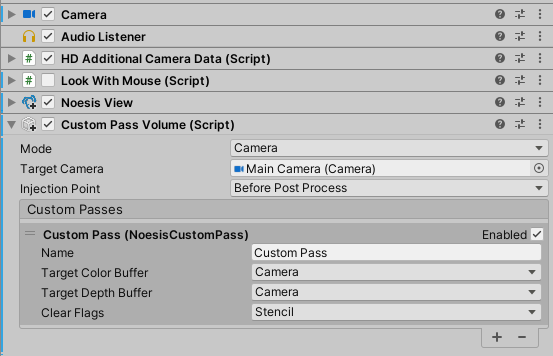 Camera
Audio Listener
HD Additional Camera Data (Script)
# Look With Mouse (Script)
Noesis View
Custom Pass Volume (Script)
Mode Camera
Target Camera Main Camera (Camera)
Injection Point Before Post Process
Custom Passes
Custom Pass (NoesisCustomPass) Enabled
Name Custom Pass
Target Color Buffer Camera
Target Depth Buffer Camera
Clear Flags Stencil